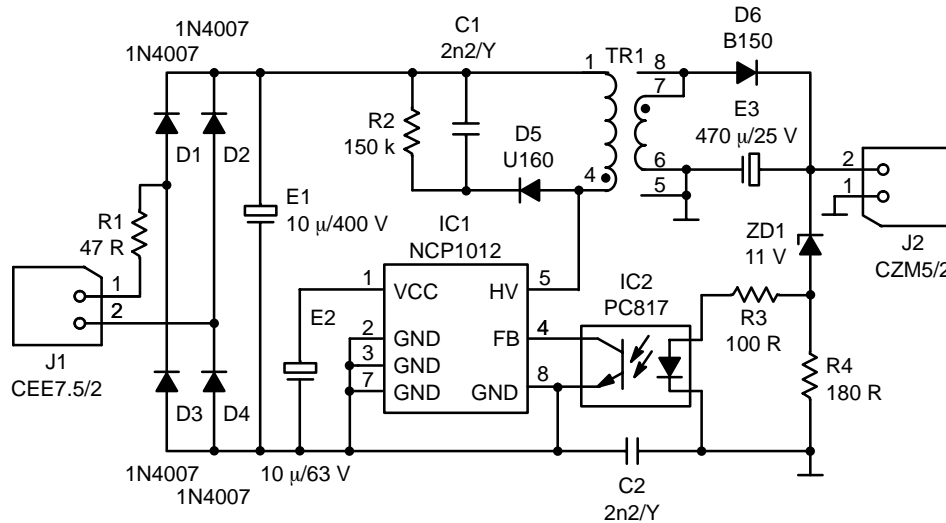 1N4007
1N4007
C1
2n2/Y
D6
B150
1
TR1
8
7
R2
150 k
D5
U160
E3
470 μ/25 V
D1
D2
4
6
5
2
1
E1
10 μ/400 V
R1
47 R
IC1
NCP1012
ZD1
11 V
J2
CZM5/2
1
VCC
HV
5
IC2
PC817
1
2
E2
2
GND
FB
4
R3
100 R
J1
CEE7.5/2
3
GND
7
GND
GND
8
R4
180 R
D3
D4
1N4007
1N4007
10 μ/63 V
C2
2n2/Y